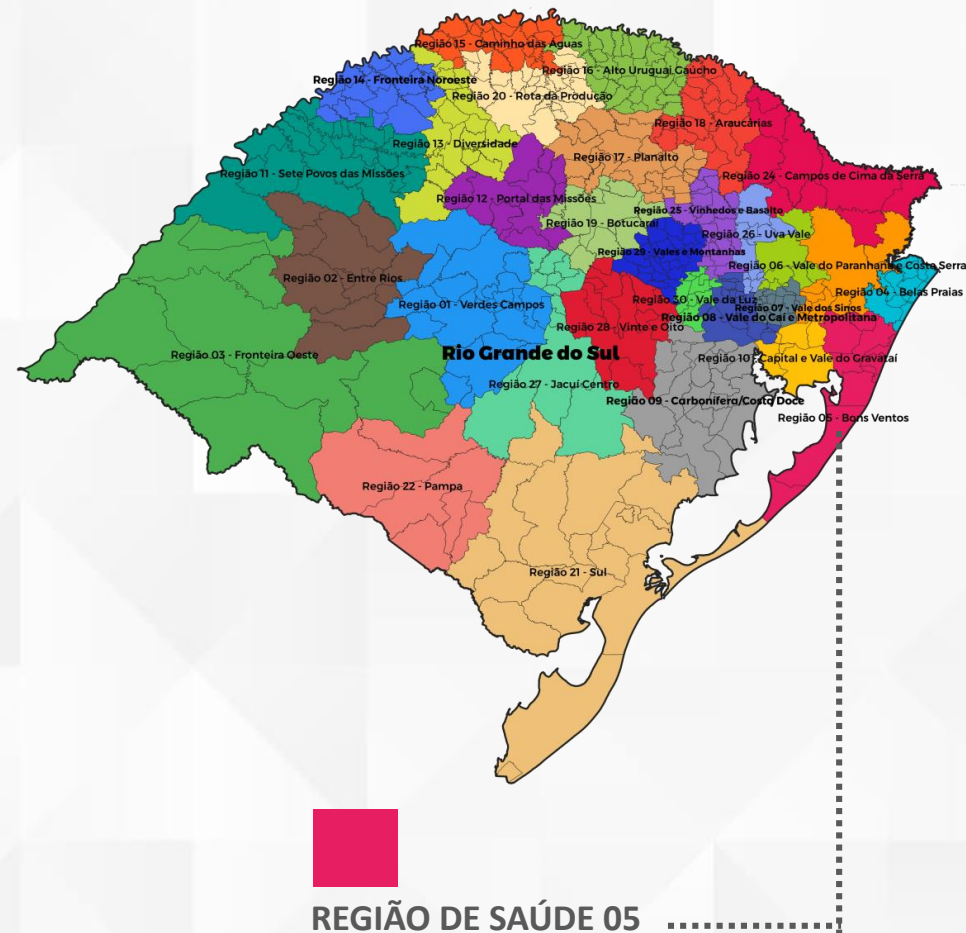 Região 15 - Caminho das Águas
Região 16 - Alto Uruguai Gaúcho
Região 14 - Fronteira Noroeste
Região 20 - Rota da Produção
Região 18 - Araucárias
Região 13 - Diversidade
Região 17 - Planalto
Região 11 - Sete Povos das Missões
Região 24 - Campos de Cima da Serra
Região 12 - Portal das Missões
Região 25 - Vinhedos e Basalto
Região 19 - Botucaraí
Região 26 - Uva Vale
Região 29 - Vales e Montanhas
Região 06 - Vale do Paranhana e Costa Serra
Região 02 - Entre Rios
Região 04 - Belas Praias
Região 30 - Vale da Luz
Região 01 - Verdes Campos
Região 07 - Vale dos Sinos
Região 08 - Vale do Caí e Metropolitana
Região 28 - Vinte e Oito
Rio Grande do Sul
Região 03 - Fronteira Oeste
Região 10 - Capital e Vale do Gravataí
Região 27 - Jacuí Centro
Região 09 - Carbonífera/Costa Doce
Região 05 - Bons Ventos
Região 22 - Pampa
Região 21 - Sul
REGIÃO DE SAÚDE 05